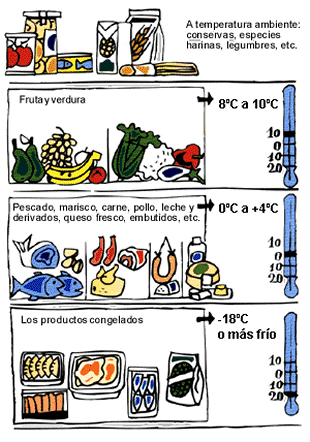 A temperatura ambiente:
conservas, especies
harinas, legumbres, etc.
Fruta y verdura
8ºC a 10ºC
10
0
10
20
Pescado, marisco, carne, pollo, leche y
derivados, queso fresco, embutidos, etc.
0ºC a +4ºC
10
0
10
20
Los productos congelados
-18ºC
o más frío
10
0
10
20